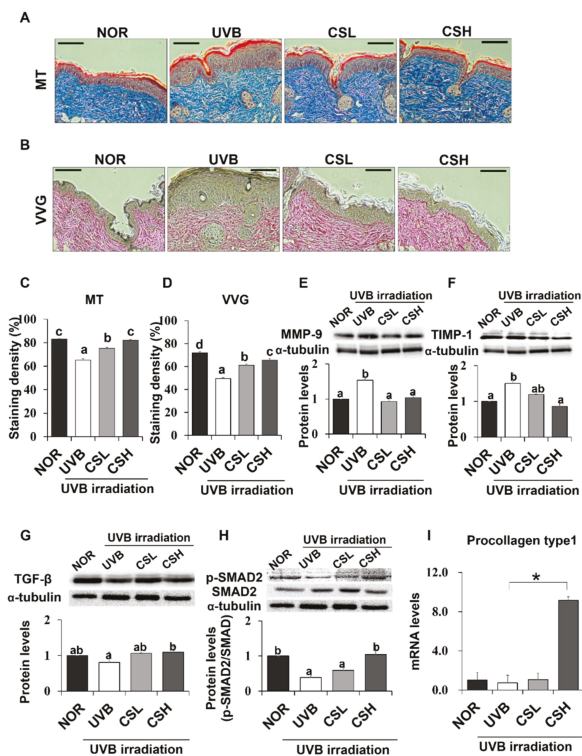 A
NOR UVB CSL CSH
MT
B
NOR UVB CSL CSH
VVG
C
MT
Staining density (%)
100
80
60
40
20
0
c a b c
NOR UVB CSL CSH
UVB irradiation
D
VVG
Staining density (%)
100
80
60
40
20
0
d a b c
NOR UVB CSL CSH
UVB irradiation
E
UVB irradiation
NOR UVB CSL CSH
MMP-9
α-tubulin
Protein levels
2
1
0
a b a a
NOR UVB CSL CSH
UVB irradiation
F
UVB irradiation
NOR UVB CSL CSH
TIMP-1
α-tubulin
Protein levels
2
1
0
a b ab a
NOR UVB CSL CSH
UVB irradiation
G
UVB irradiation
NOR UVB CSL CSH
TGF-β
α-tubulin
Protein levels
2
1
0
ab a ab b
NOR UVB CSL CSH
UVB irradiation
H
UVB irradiation
NOR UVB CSL CSH
p-SMAD2
SMAD2
α-tubulin
Protein levels
(p-SMAD2/SMAD)
2
1
0
b a a b
NOR UVB CSL CSH
UVB irradiation
I
Procollagen type1
mRNA levels
12.0
9.0
6.0
3.0
0.0
*
NOR UVB CSL CSH
UVB irradiation